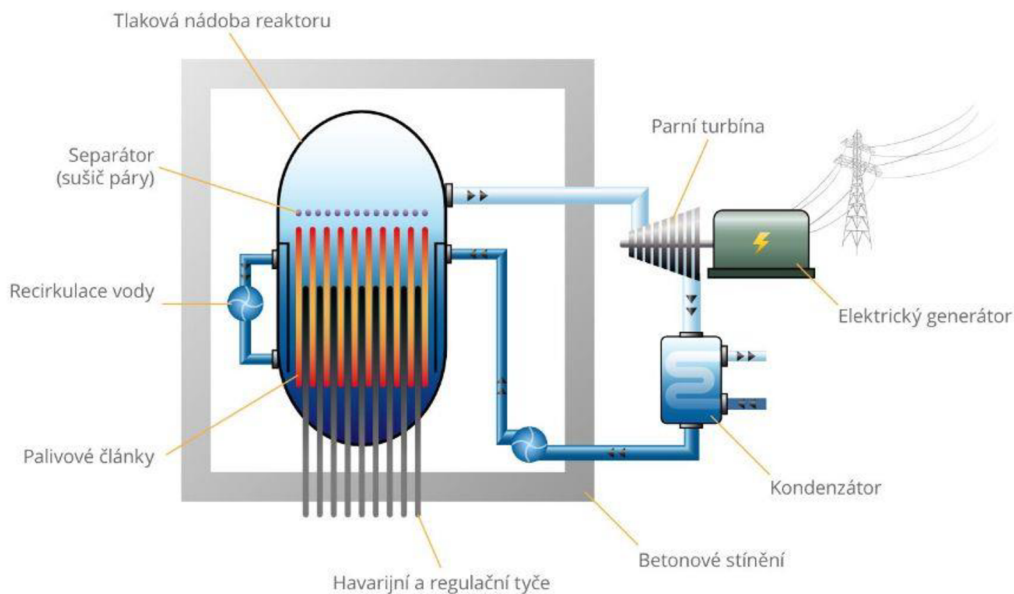 Tlaková nádoba reaktoru
Separátor
(sušič páry)
Recirkulace vody
Palivové články
Havarijní a regulační tyče
Betonové stínění
Kondenzátor
Elektrický generátor
Parní turbína